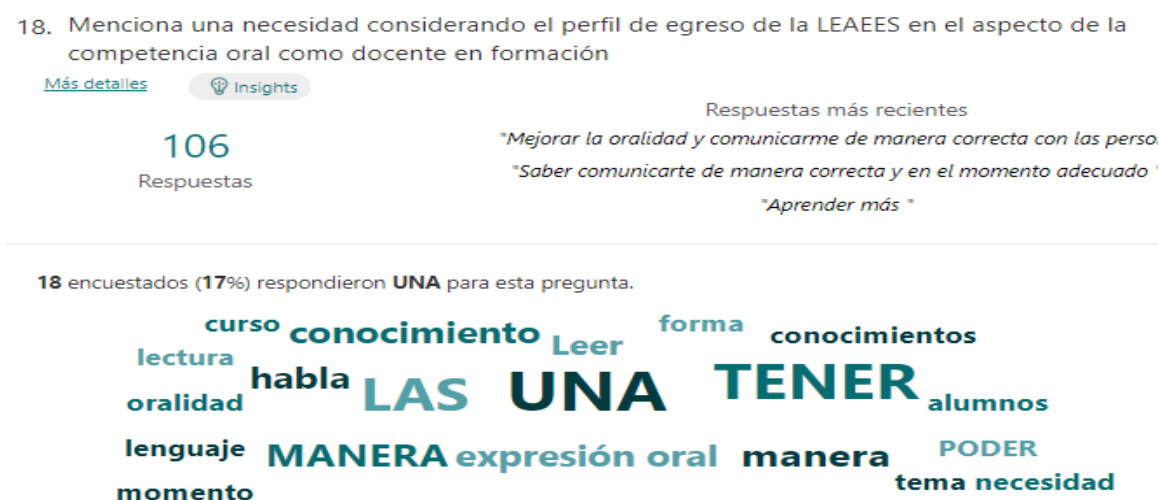 18. Menciona una necesidad considerando el perfil de egreso de la LEAEES en el aspecto de la
competencia oral como docente en formación
Más detalles
Insights
106
Respuestas
Respuestas más recientes
"Mejorar la oralidad y comunicarme de manera correcta con las perso
"Saber comunicarte de manera correcta y en el momento adecuado "
"Aprender más "
18 encuestados (17%) respondieron UNA para esta pregunta.
curso conocimiento Leer forma conocimientos
lectura
habla LAS UNA TENER
oralidad alumnos
lenguaje MANERA expresión oral manera PODER
tema necesidad
momento